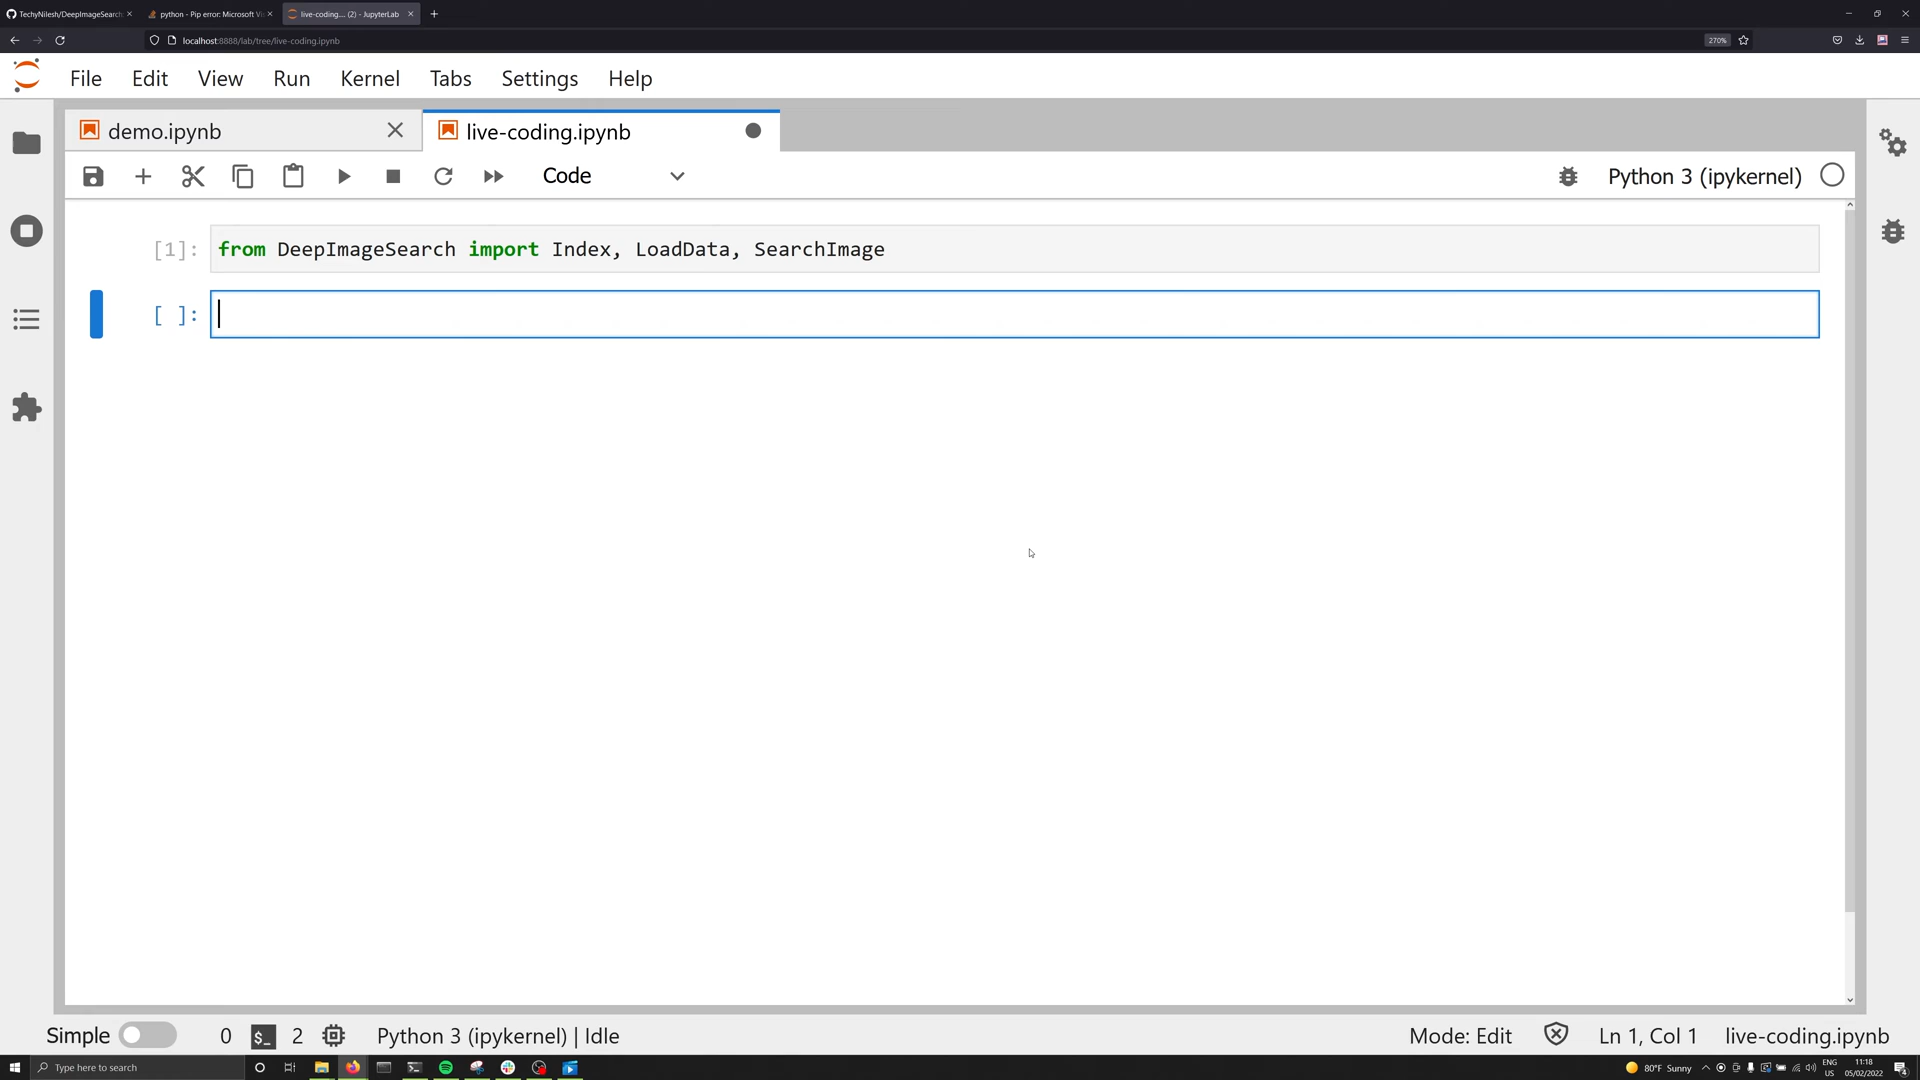 TechyNilesh/DeepImageSearch:
python - Pip error: Microsoft Vi
live-coding.... (2) - JupyterLab
localhost:8888/lab/tree/live-coding.ipynb
270%
File Edit View Run Kernel Tabs Settings Help
demo.ipynb
live-coding.ipynb
Code
Python 3 (ipykernel)
[1]: from DeepImageSearch import Index, LoadData, SearchImage
[ ]:
Simple 0 $_ 2 Python 3 (ipykernel) | Idle Mode: Edit Ln 1, Col 1 live-coding.ipynb
Type here to search
80°F Sunny
ENG
US
11:18
05/02/2022
4